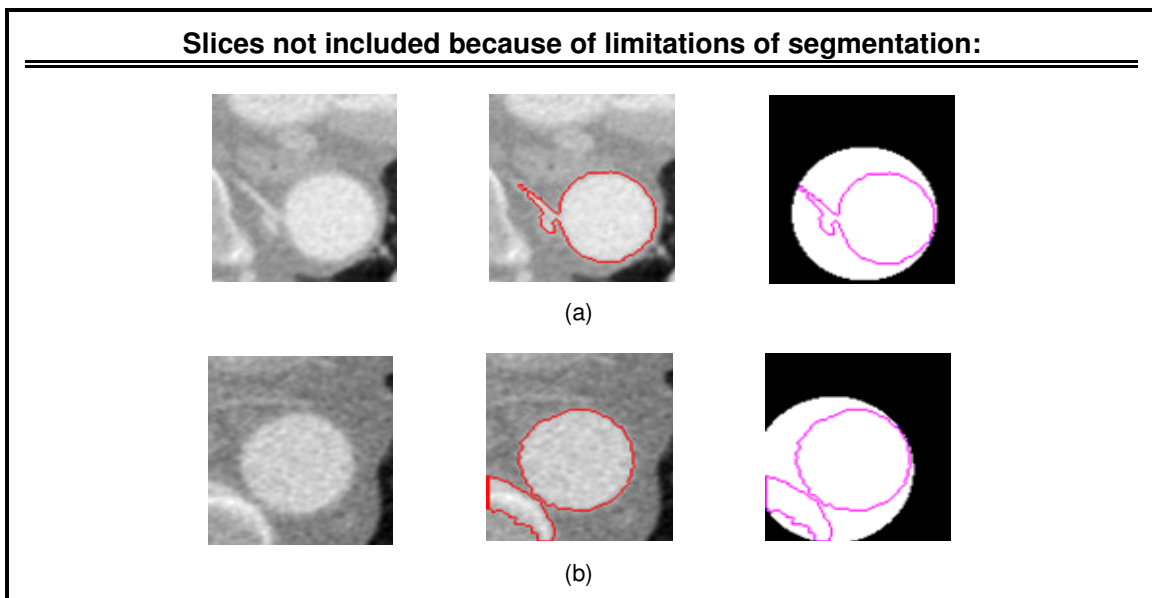 Slices not included because of limitations of segmentation:
(a)
(b)